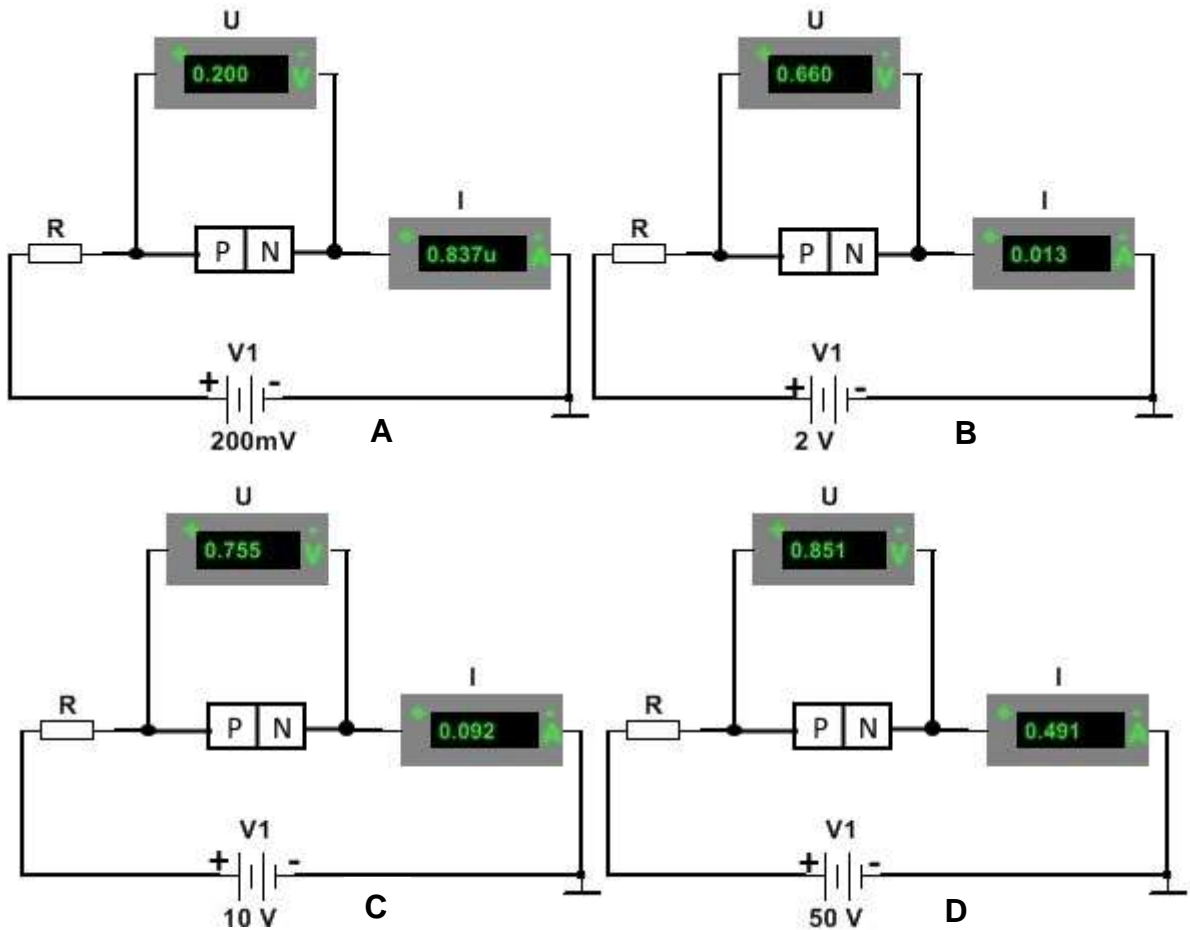 U
+ -
0.200 V
I
R
P N
+ -
0.837u A
V1
+ -
200mV
A
U
+ -
0.660 V
I
R
P N
+ -
0.013 A
V1
+ -
2 V
B
U
+ -
0.755 V
I
R
P N
+ -
0.092 A
V1
+ -
10 V
C
U
+ -
0.851 V
I
R
P N
+ -
0.491 A
V1
+ -
50 V
D